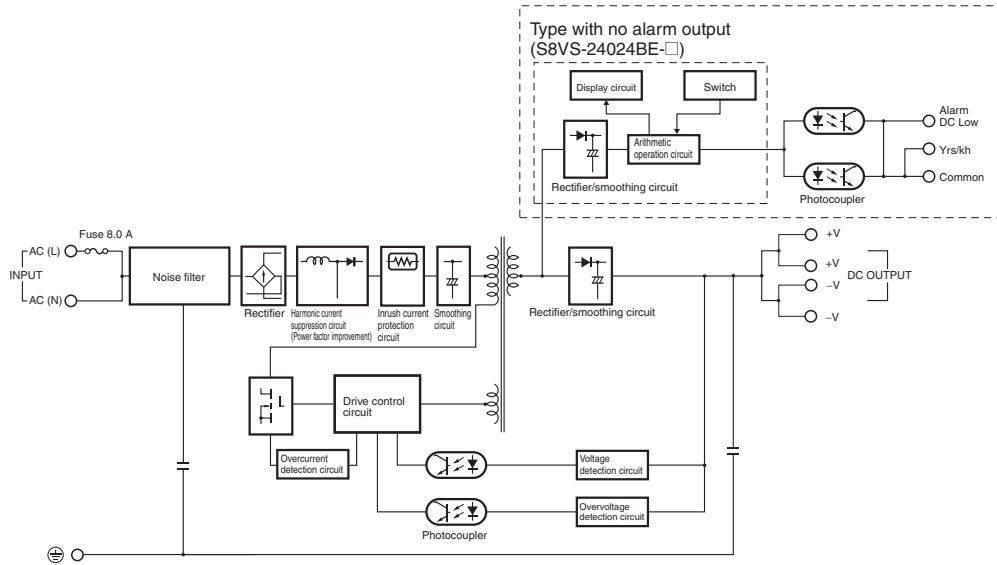 Type with no alarm output
(S8VS-24024BE-□)
Display circuit
Switch
Arithmetic
operation circuit
Rectifier/smoothing circuit
Alarm
DC Low
Yrs/kh
Common
Photocoupler
Fuse 8.0 A
AC (L)
INPUT
AC (N)
Noise filter
Rectifier
Harmonic current
suppression circuit
(Power factor improvement)
Inrush current
protection
circuit
Smoothing
circuit
Rectifier/smoothing circuit
+V
+V
DC OUTPUT
–V
–V
Drive control
circuit
Overcurrent
detection circuit
Voltage
detection circuit
Overvoltage
detection circuit
Photocoupler